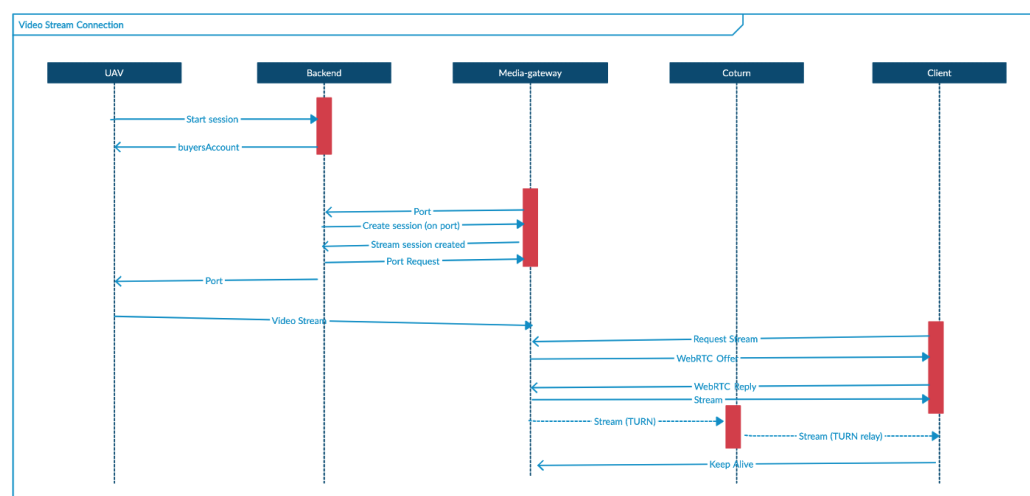 Video Stream Connection
UAV
Backend
Media-gateway
Coturn
Client
Start session
buyersAccount
Port
Create session (on port)
Stream session created
Port Request
Port
Video Stream
Request Stream
WebRTC Offer
WebRTC Reply
Stream
Stream (TURN)
Stream (TURN relay)
Keep Alive